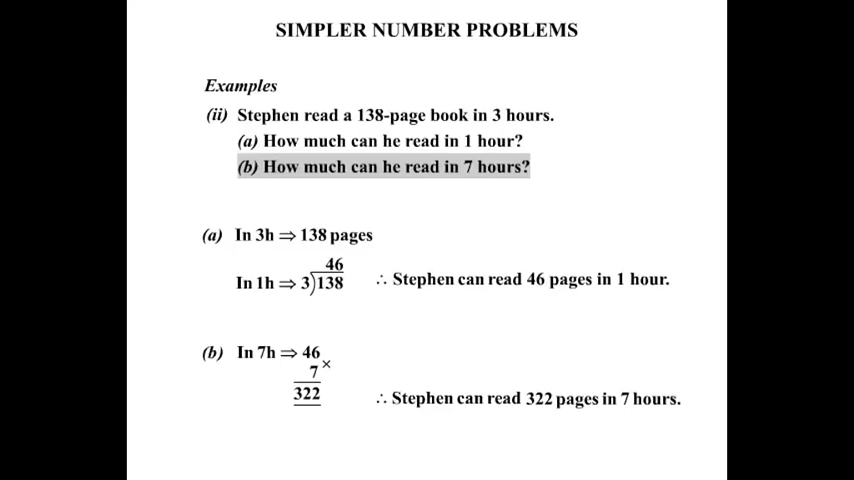 SIMPLER NUMBER PROBLEMS
Examples
(ii) Stephen read a 138-page book in 3 hours.
(a) How much can he read in 1 hour?
(b) How much can he read in 7 hours?
(a) In 3h ⇒ 138 pages
46
In 1h ⇒ 3)138 ∴ Stephen can read 46 pages in 1 hour.
(b) In 7h ⇒ 46
7 ×
322 ∴ Stephen can read 322 pages in 7 hours.